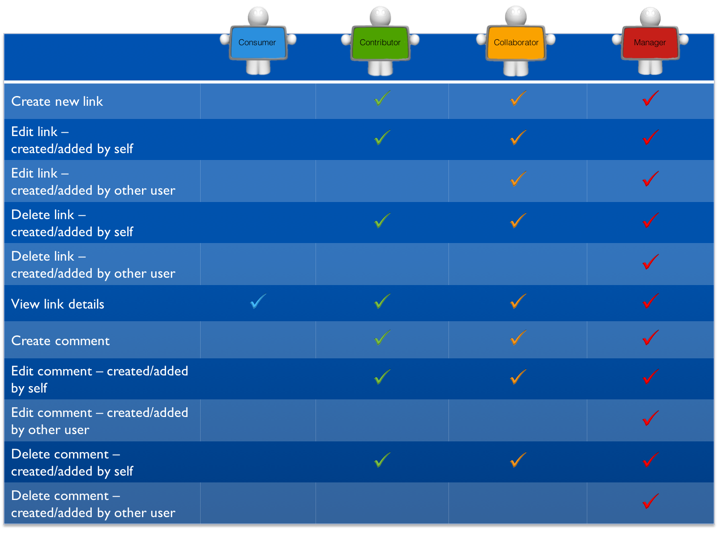 Consumer
Contributor
Collaborator
Manager
Create new link
Edit link –
created/added by self
Edit link –
created/added by other user
Delete link –
created/added by self
Delete link –
created/added by other user
View link details
Create comment
Edit comment – created/added
by self
Edit comment – created/added
by other user
Delete comment –
created/added by self
Delete comment –
created/added by other user